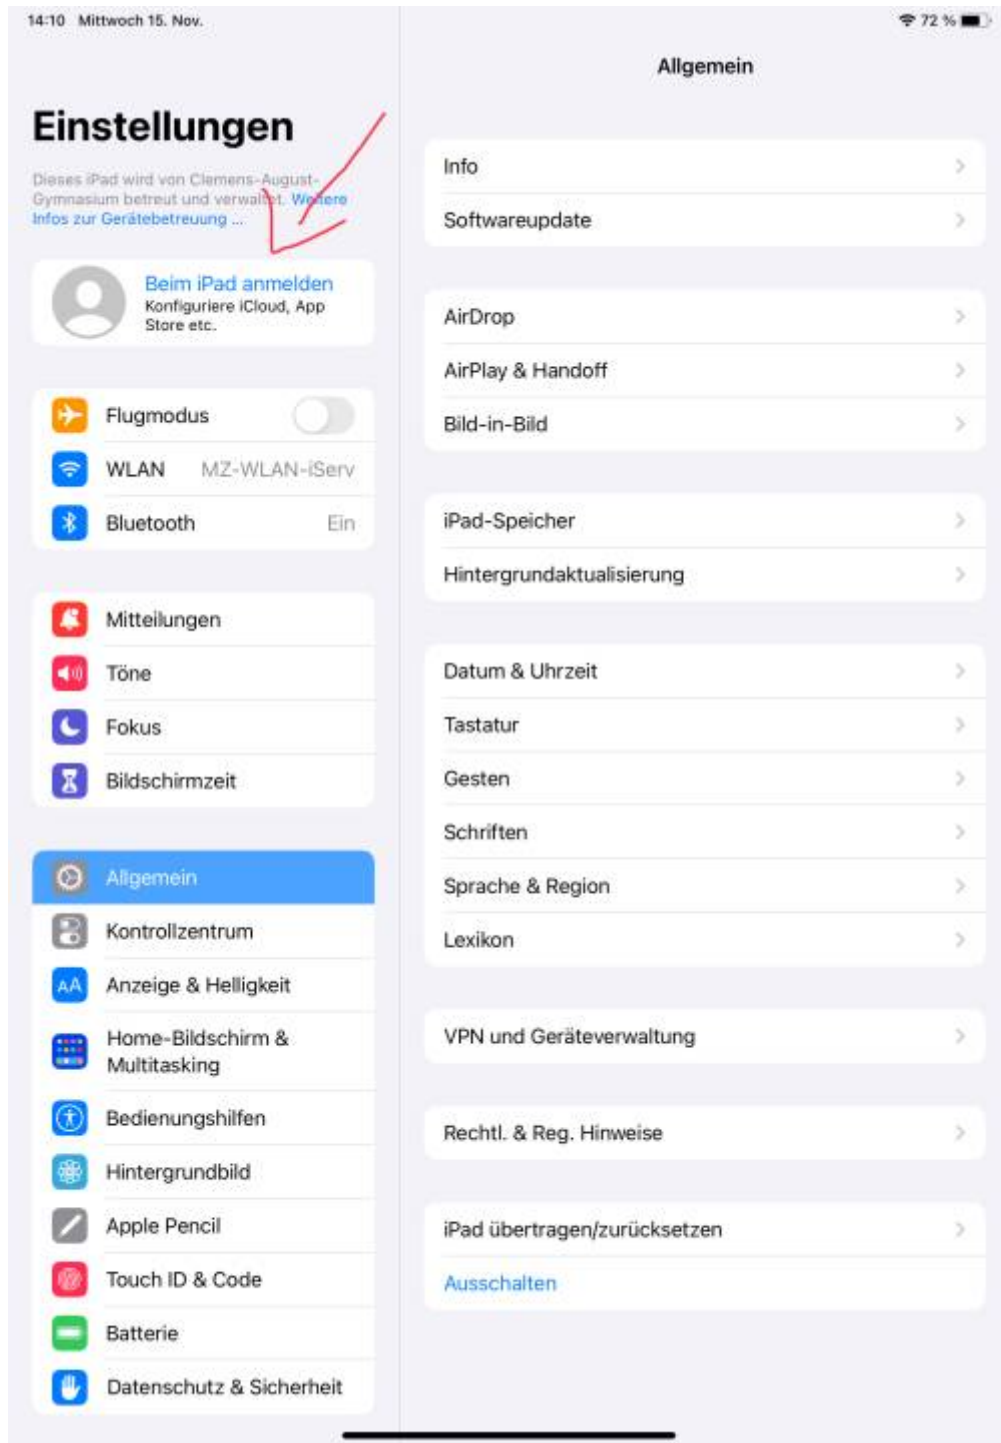 14:10 Mittwoch 15. Nov.
72 %
Einstellungen
Dieses iPad wird von Clemens-August-
Gymnasium betreut und verwaltet. Weitere
Infos zur Gerätebetreuung ...
Beim iPad anmelden
Konfiguriere iCloud, App
Store etc.
Flugmodus
WLAN MZ-WLAN-iServ
Bluetooth Ein
Mitteilungen
Töne
Fokus
Bildschirmzeit
Allgemein
Kontrollzentrum
AA Anzeige & Helligkeit
Home-Bildschirm &
Multitasking
Bedienungshilfen
Hintergrundbild
Apple Pencil
Touch ID & Code
Batterie
Datenschutz & Sicherheit
Allgemein
Info
Softwareupdate
AirDrop
AirPlay & Handoff
Bild-in-Bild
iPad-Speicher
Hintergrundaktualisierung
Datum & Uhrzeit
Tastatur
Gesten
Schriften
Sprache & Region
Lexikon
VPN und Geräteverwaltung
Rechtl. & Reg. Hinweise
iPad übertragen/zurücksetzen
Ausschalten